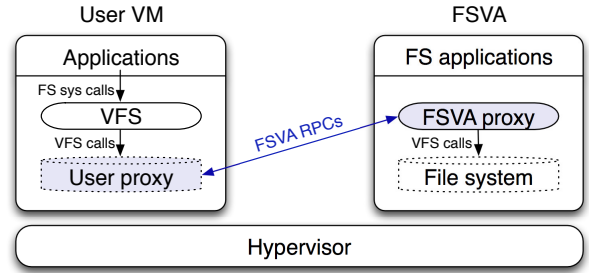 User VM
FSVA
Applications
FS applications
FS sys calls
VFS
FSVA RPCs
FSVA proxy
VFS calls
VFS calls
User proxy
File system
Hypervisor